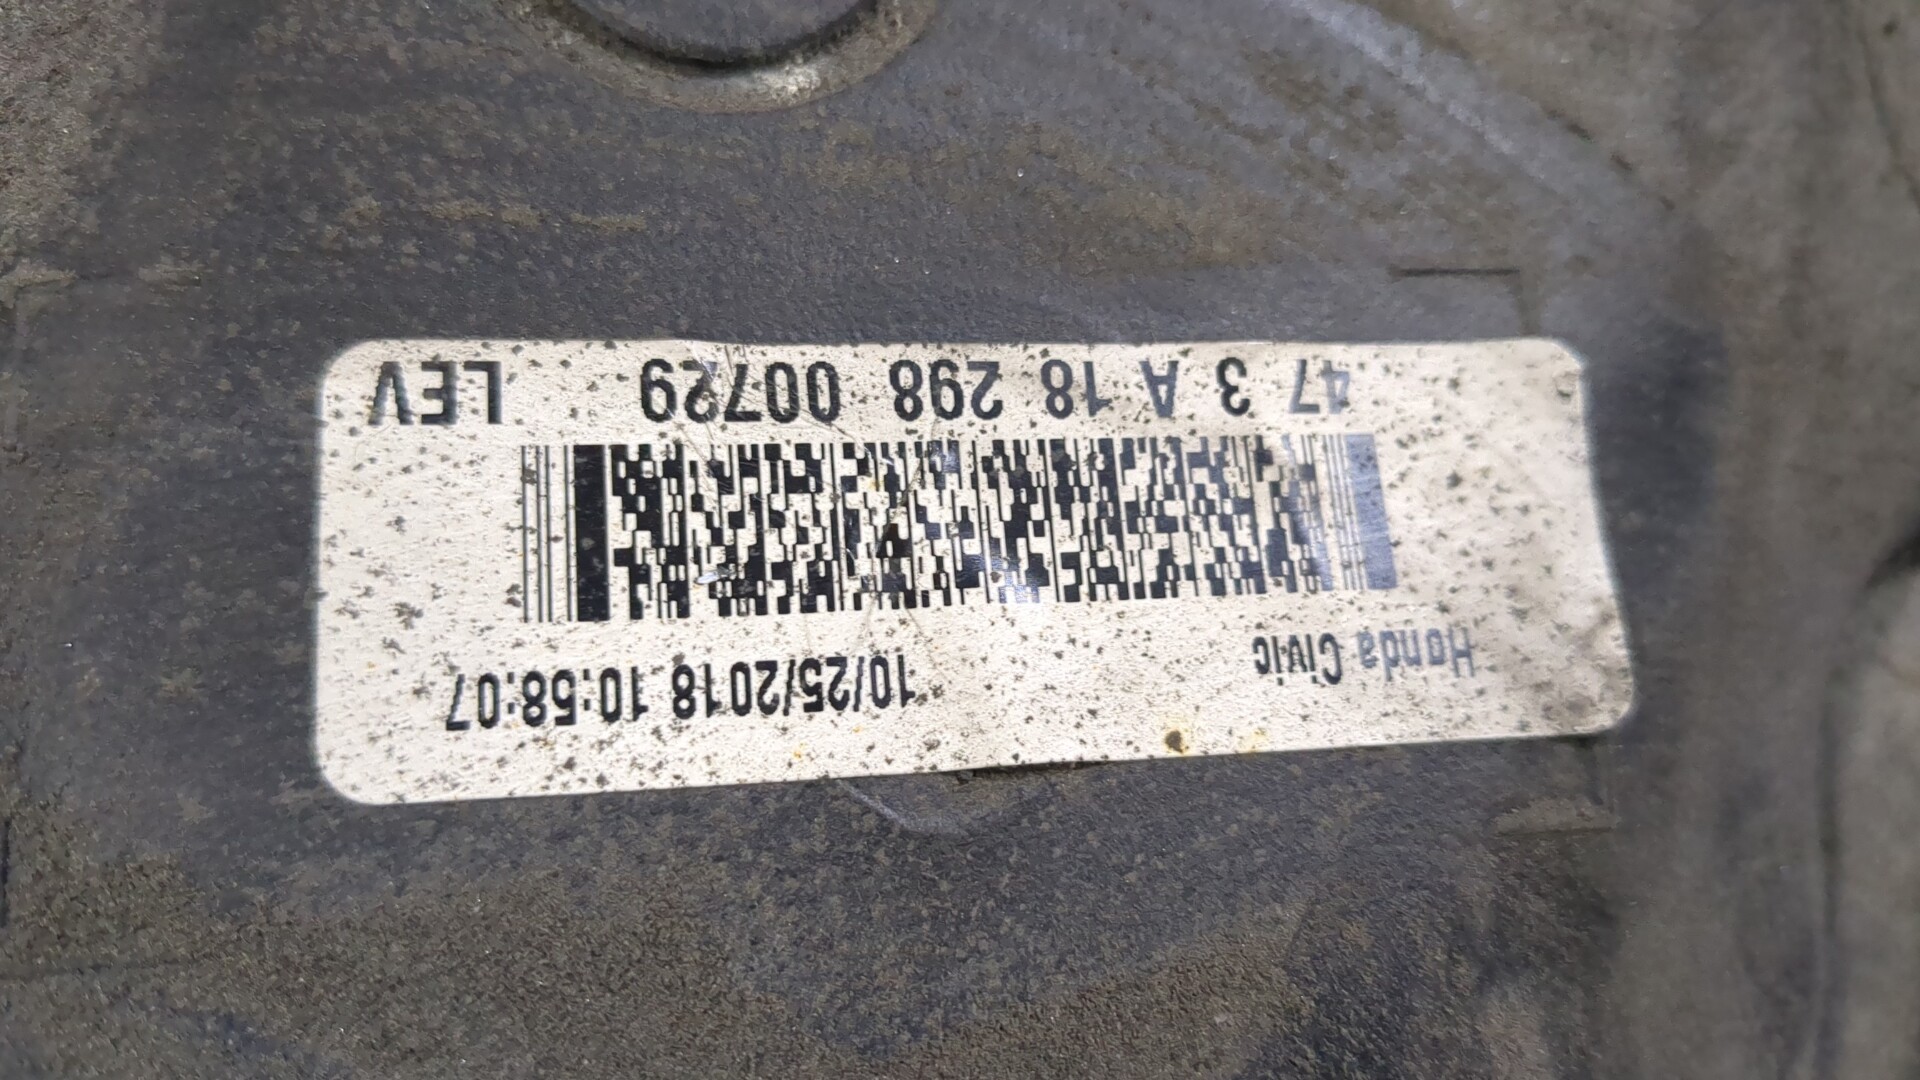 Honda Civic 10/25/2018 10:58:07
47 3 A 18 298 00729 LEV